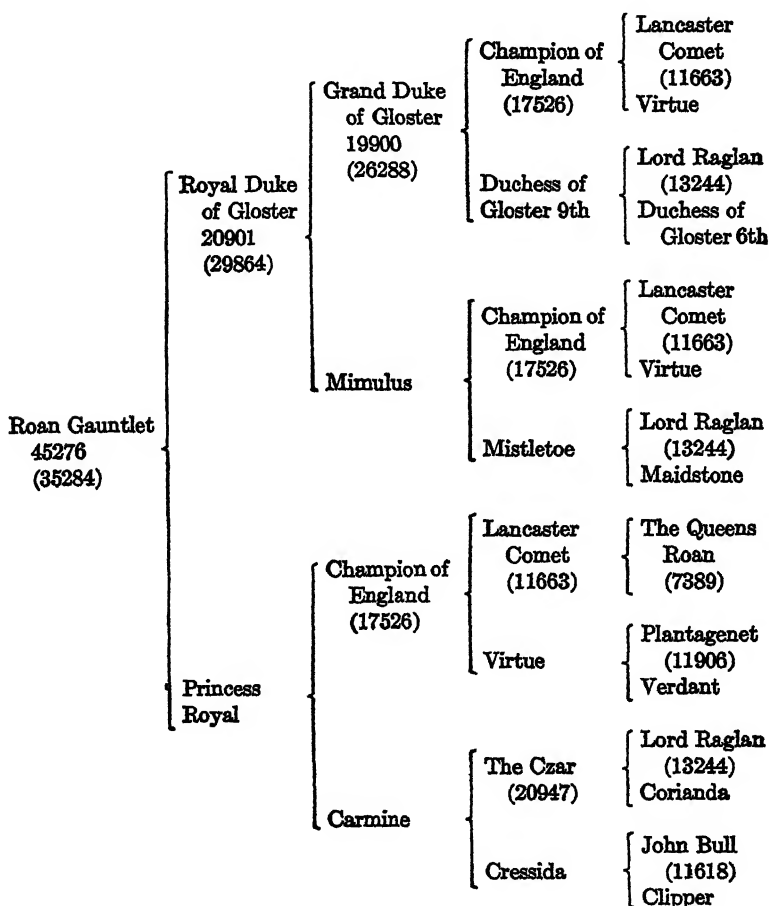 Roan Gauntlet
45276
(35284)
Royal Duke
of Gloster
20901
(29864)
Princess
Royal
Grand Duke
of Gloster
19900
(26288)
Mimulus
Champion of
England
(17526)
Carmine
Champion of
England
(17526)
Duchess of
Gloster 9th
Champion of
England
(17526)
Mistletoe
Lancaster
Comet
(11663)
Virtue
The Czar
(20947)
Cressida
Lancaster
Comet
(11663)
Virtue
Lord Raglan
(13244)
Duchess of
Gloster 6th
Lancaster
Comet
(11663)
Virtue
Lord Raglan
(13244)
Maidstone
The Queens
Roan
(7389)
Plantagenet
(11906)
Verdant
Lord Raglan
(13244)
Corianda
John Bull
(11618)
Clipper